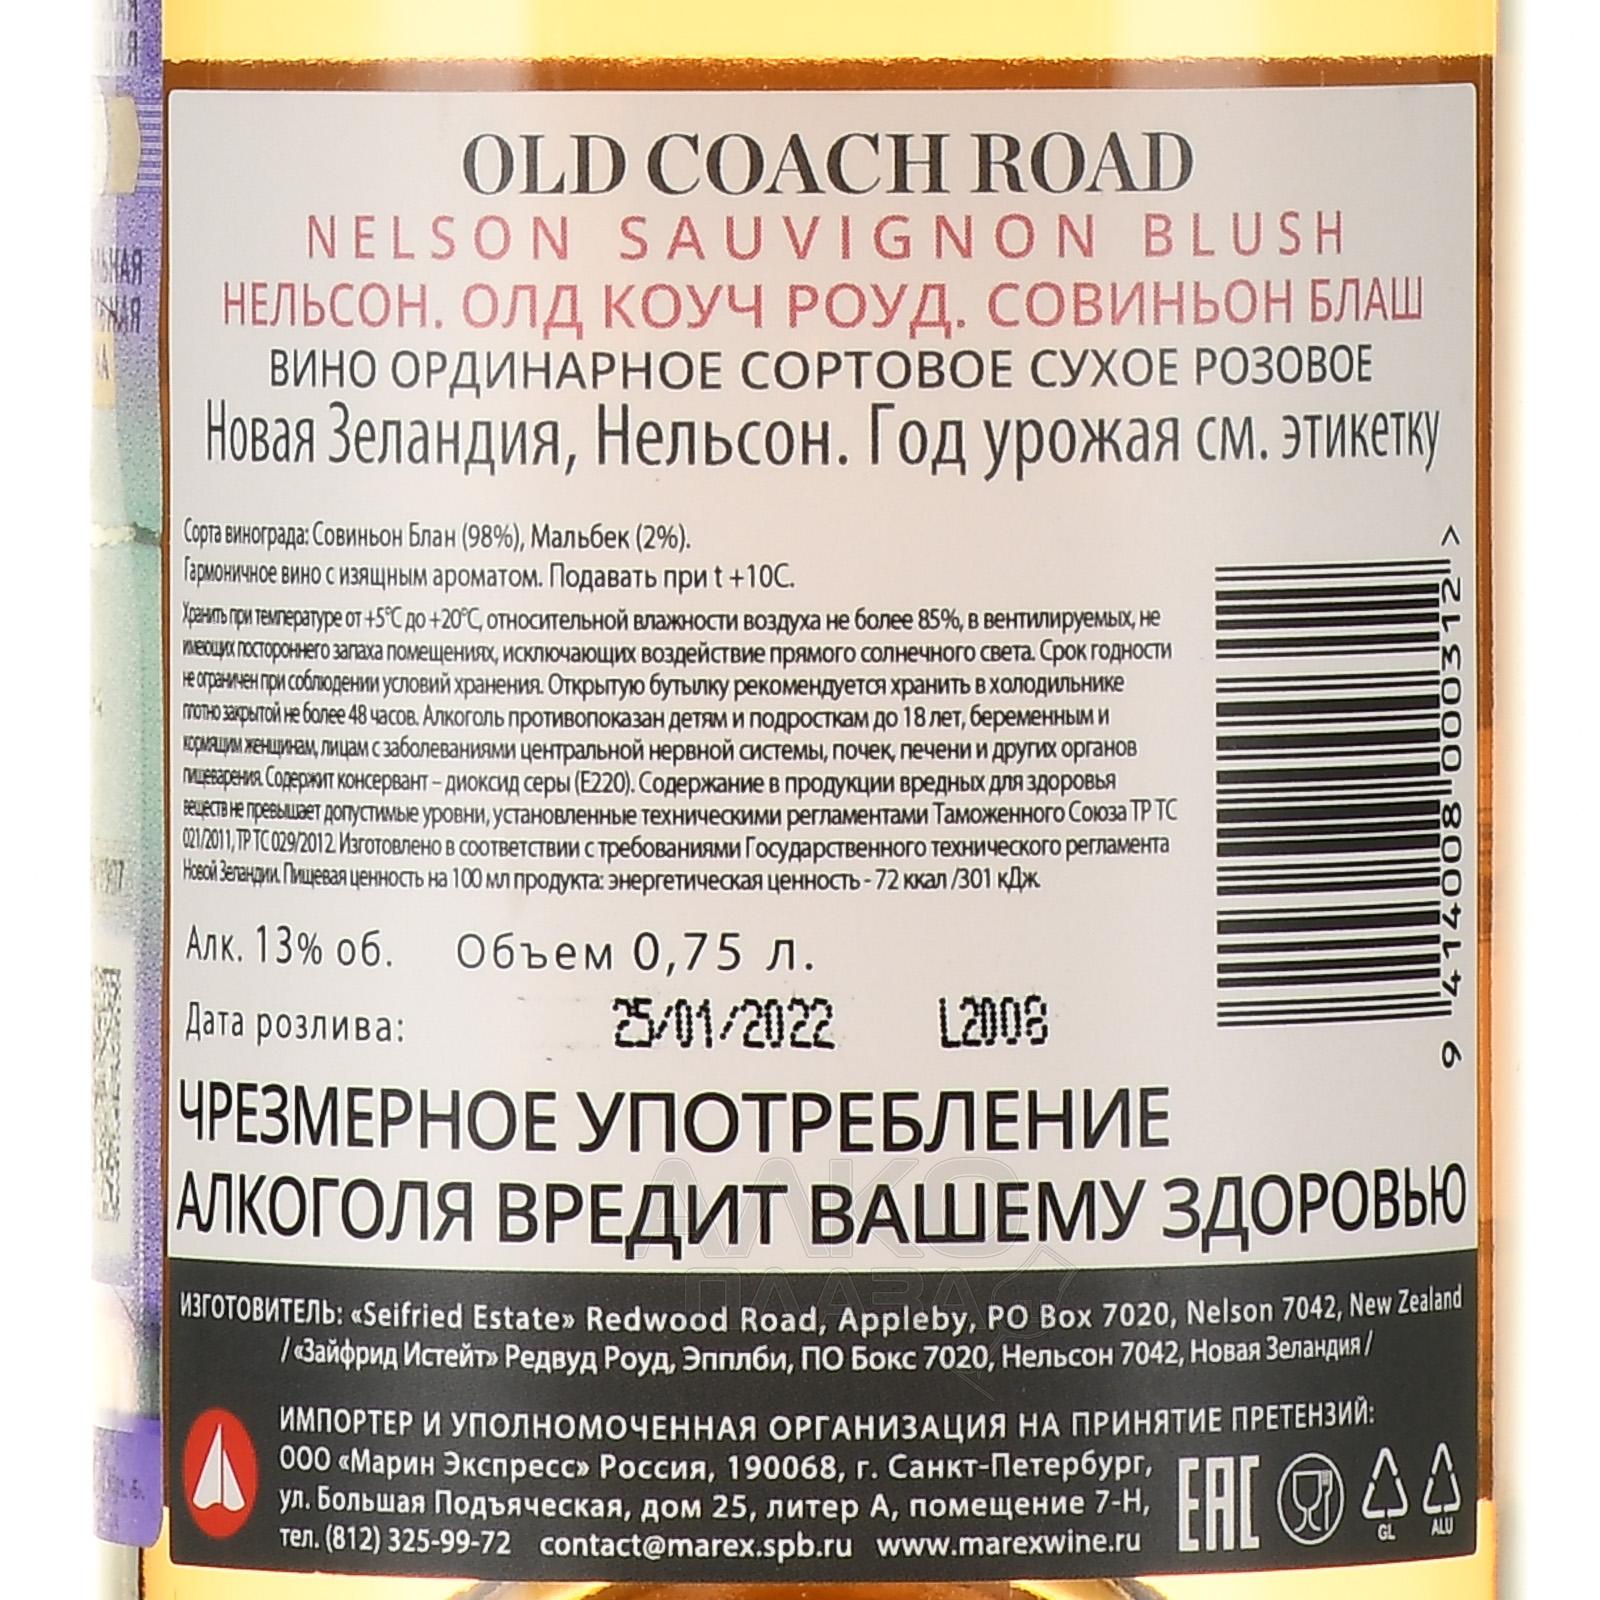 OLD COACH ROAD
NELSON SAUVIGNON BLUSH
НЕЛЬСОН. ОЛД КОУЧ РОУД. СОВИНЬОН БЛАШ
ВИНО ОРДИНАРНОЕ СОРТОВОЕ СУХОЕ РОЗОВОЕ
Новая Зеландия, Нельсон. Год урожая см. этикетку
Сорта винограда: Совиньон Блан (98%), Мальбек (2%).
Гармоничное вино с изящным ароматом. Подавать при t +10С.
Хранить при температуре от +5°С до +20°С, относительной влажности воздуха не более 85%, в вентилируемых, не
имеющих постороннего запаха помещениях, исключающих воздействие прямого солнечного света. Срок годности
не ограничен при соблюдении условий хранения. Открытую бутылку рекомендуется хранить в холодильнике
плотно закрытой не более 48 часов. Алкоголь противопоказан детям и подросткам до 18 лет, беременным и
кормящим женщинам, лицам с заболеваниями центральной нервной системы, почек, печени и других органов
пищеварения. Содержит консервант – диоксид серы (Е220). Содержание в продукции вредных для здоровья
веществ не превышает допустимые уровни, установленные техническими регламентами Таможенного Союза ТР ТС
021/2011, ТР ТС 029/2012. Изготовлено в соответствии с требованиями Государственного технического регламента
Новой Зеландии. Пищевая ценность на 100 мл продукта: энергетическая ценность - 72 ккал /301 кДж.
9 414008 000312 >
Алк. 13% об. Объем 0,75 л.
Дата розлива: 25/01/2022 L2008
ЧРЕЗМЕРНОЕ УПОТРЕБЛЕНИЕ
АЛКОГОЛЯ ВРЕДИТ ВАШЕМУ ЗДОРОВЬЮ
АЛКО
ПЛАЗА
ИЗГОТОВИТЕЛЬ: «Seifried Estate» Redwood Road, Appleby, PO Box 7020, Nelson 7042, New Zealand
/ «Зайфрид Истейт» Редвуд Роуд, Эпплби, ПО Бокс 7020, Нельсон 7042, Новая Зеландия /
ИМПОРТЕР И УПОЛНОМОЧЕННАЯ ОРГАНИЗАЦИЯ НА ПРИНЯТИЕ ПРЕТЕНЗИЙ:
ООО «Марин Экспресс» Россия, 190068, г. Санкт-Петербург,
ул. Большая Подъяческая, дом 25, литер А, помещение 7-Н,
тел. (812) 325-99-72 contact@marex.spb.ru www.marexwine.ru
EAC
GL
ALU